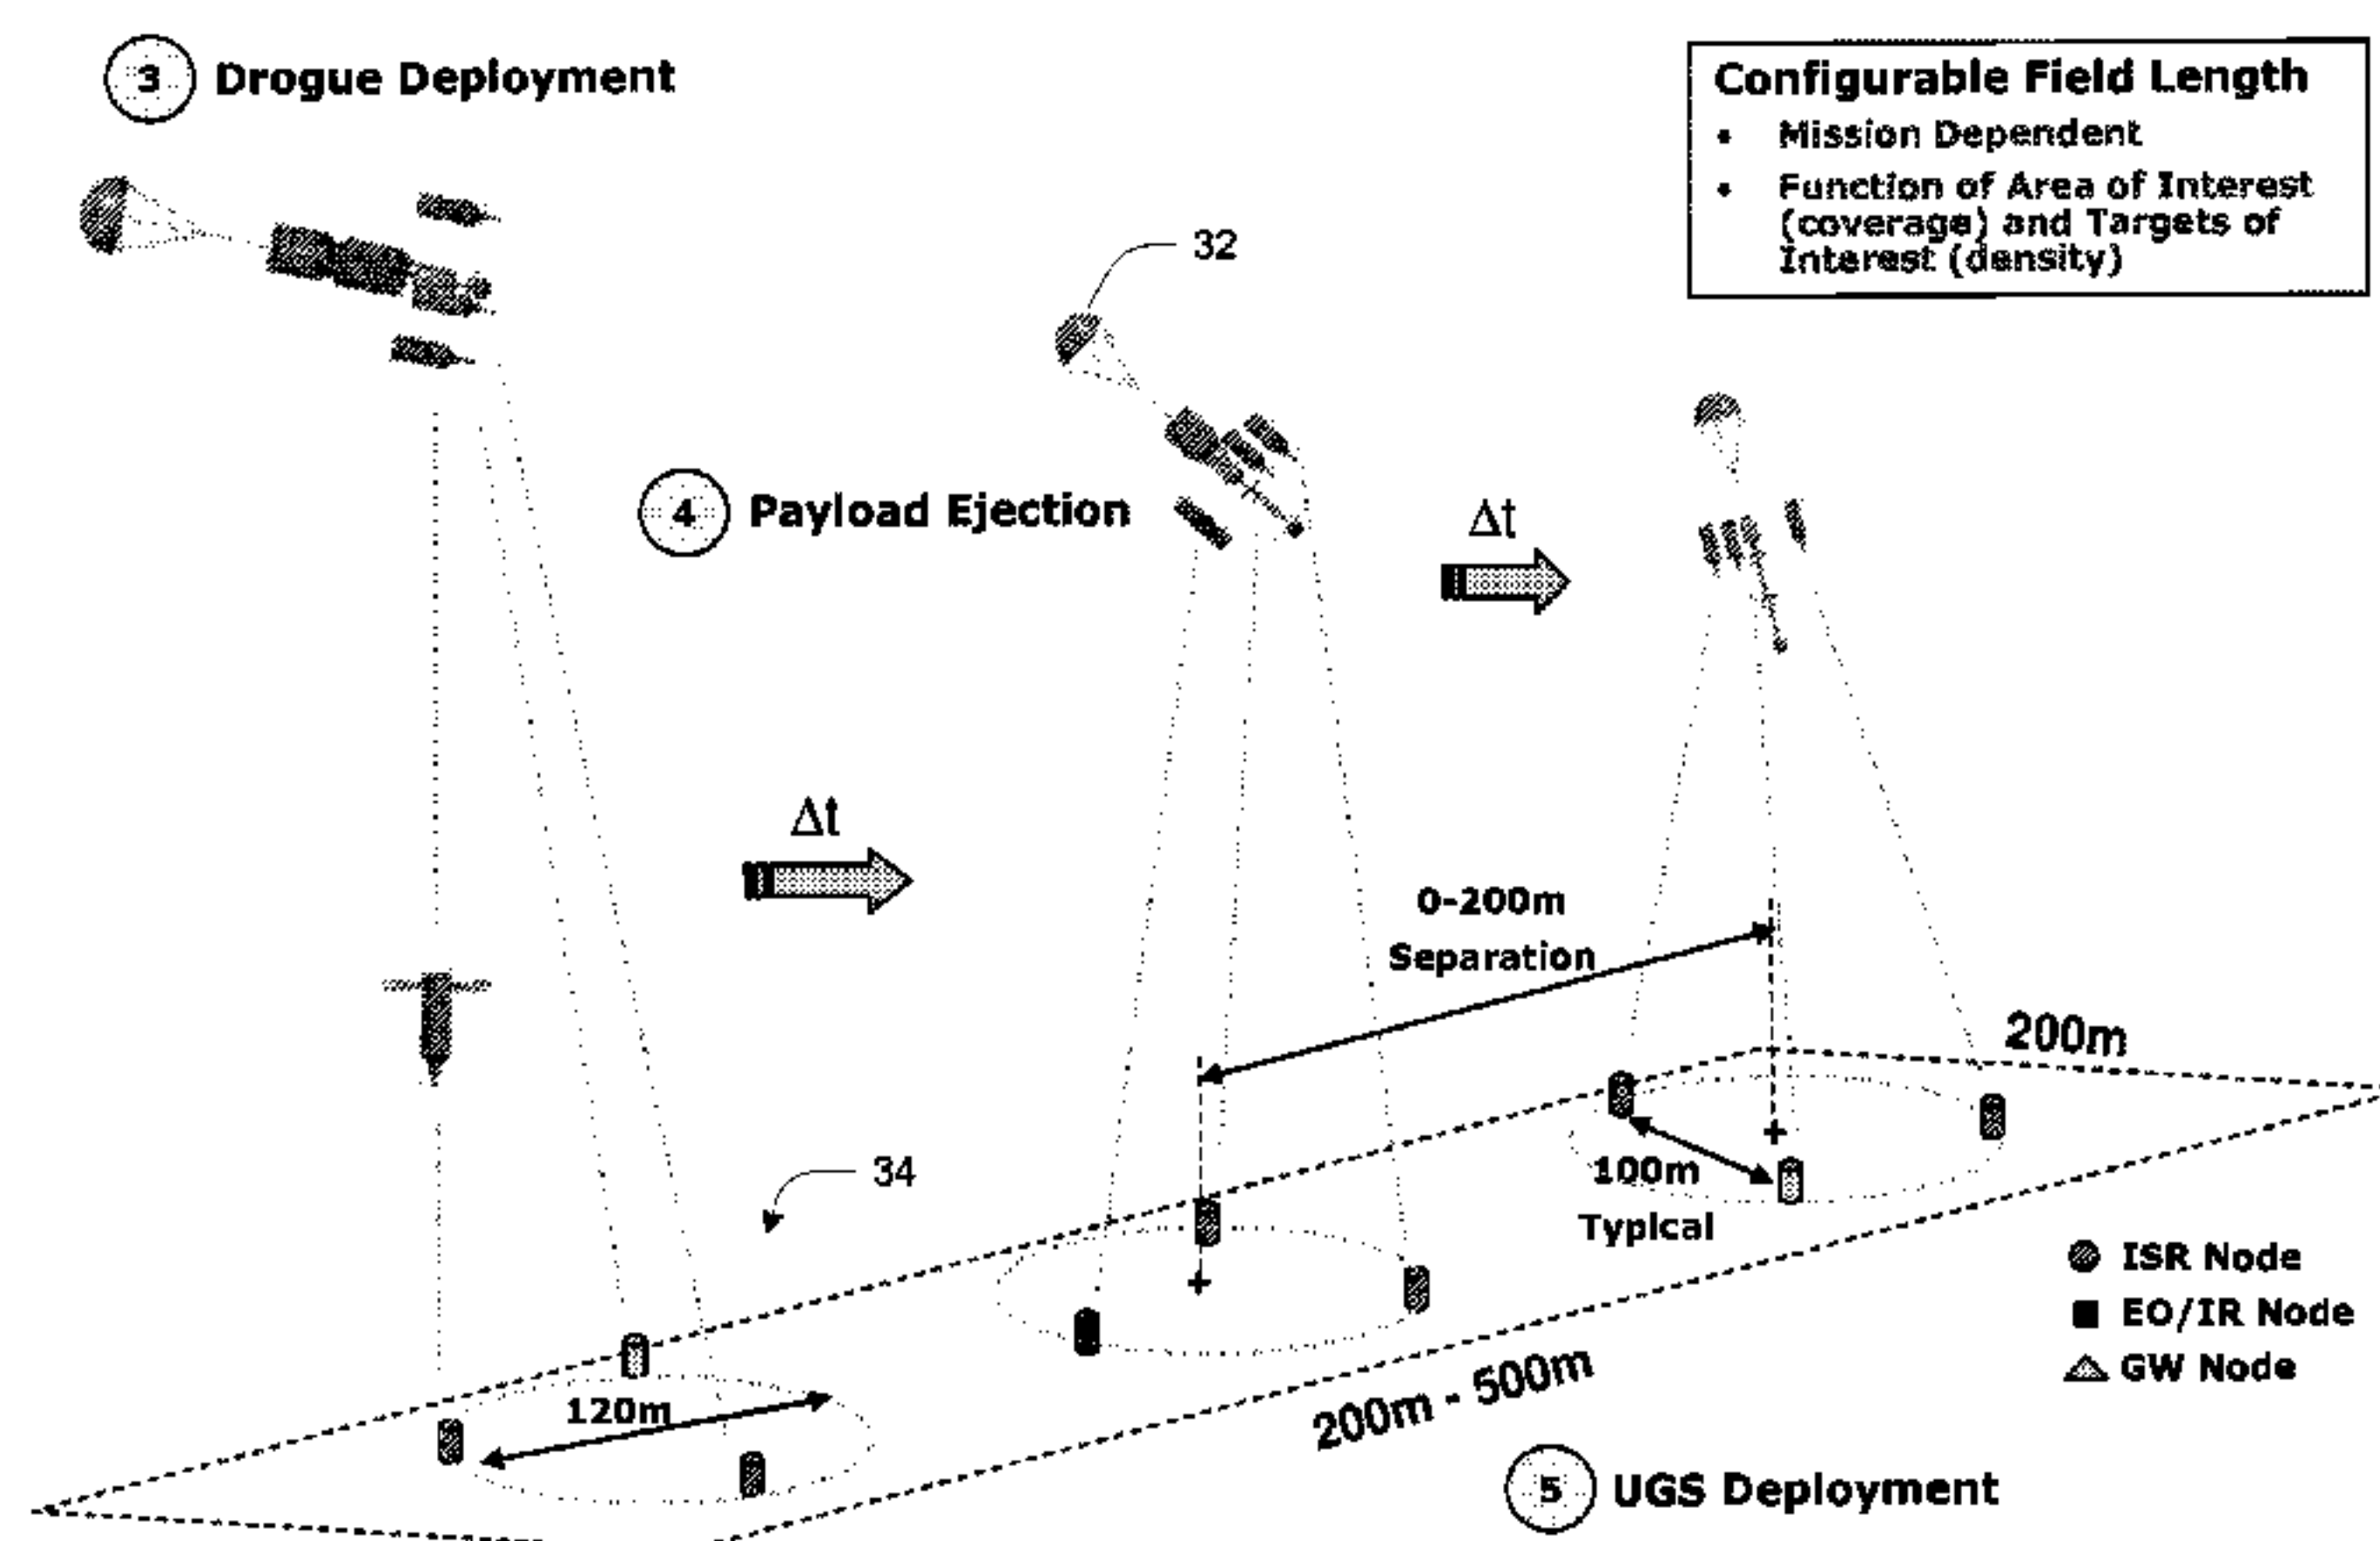 3 Drogue Deployment
Configurable Field Length
• Mission Dependent
• Function of Area of Interest
(coverage) and Targets of
Interest (density)
32
4 Payload Ejection
Δt
Δt
0-200m
Separation
200m
34
100m
Typical
120m
200m - 500m
ISR Node
EO/IR Node
GW Node
5 UGS Deployment